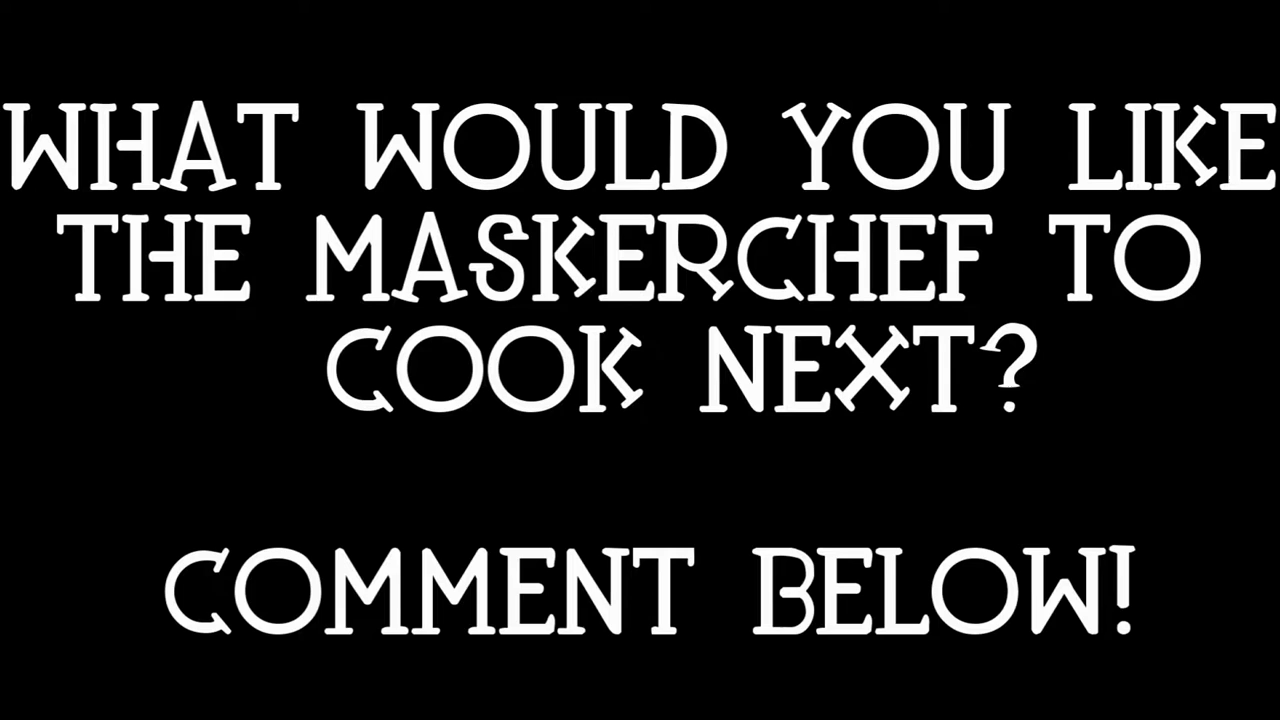 WHAT WOULD YOU LIKE
THE MASKERCHEF TO
COOK NEXT?
COMMENT BELOW!